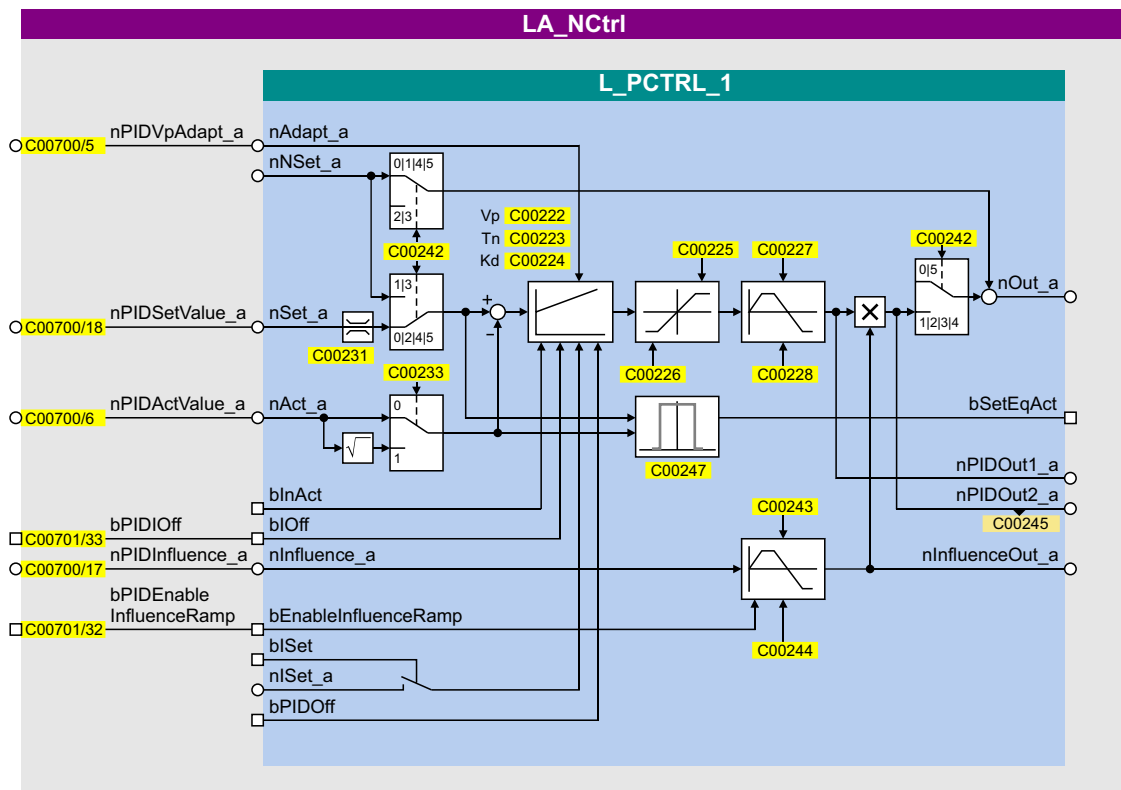 LA_NCtrl
L_PCTRL_1
nPIDVpAdapt_a
nAdapt_a
C00700/5
nNSet_a
0|1|4|5
2|3
Vp C00222
Tn C00223
Kd C00224
C00242
C00225
C00227
C00242
1|3
0|5
nOut_a
nPIDSetValue_a
nSet_a
C00700/18
0|2|4|5
1|2|3|4
C00231
C00233
C00226
C00228
nPIDActValue_a
nAct_a
C00700/6
0
1
√
bSetEqAct
C00247
nPIDOut1_a
bInAct
nPIDOut2_a
C00243
C00245
bPIDIOff
bIOff
C00701/33
nPIDInfluence_a
nInfluence_a
C00700/17
nInfluenceOut_a
bPIDEnable
InfluenceRamp
bEnableInfluenceRamp
C00701/32
C00244
bISet
nISet_a
bPIDOff